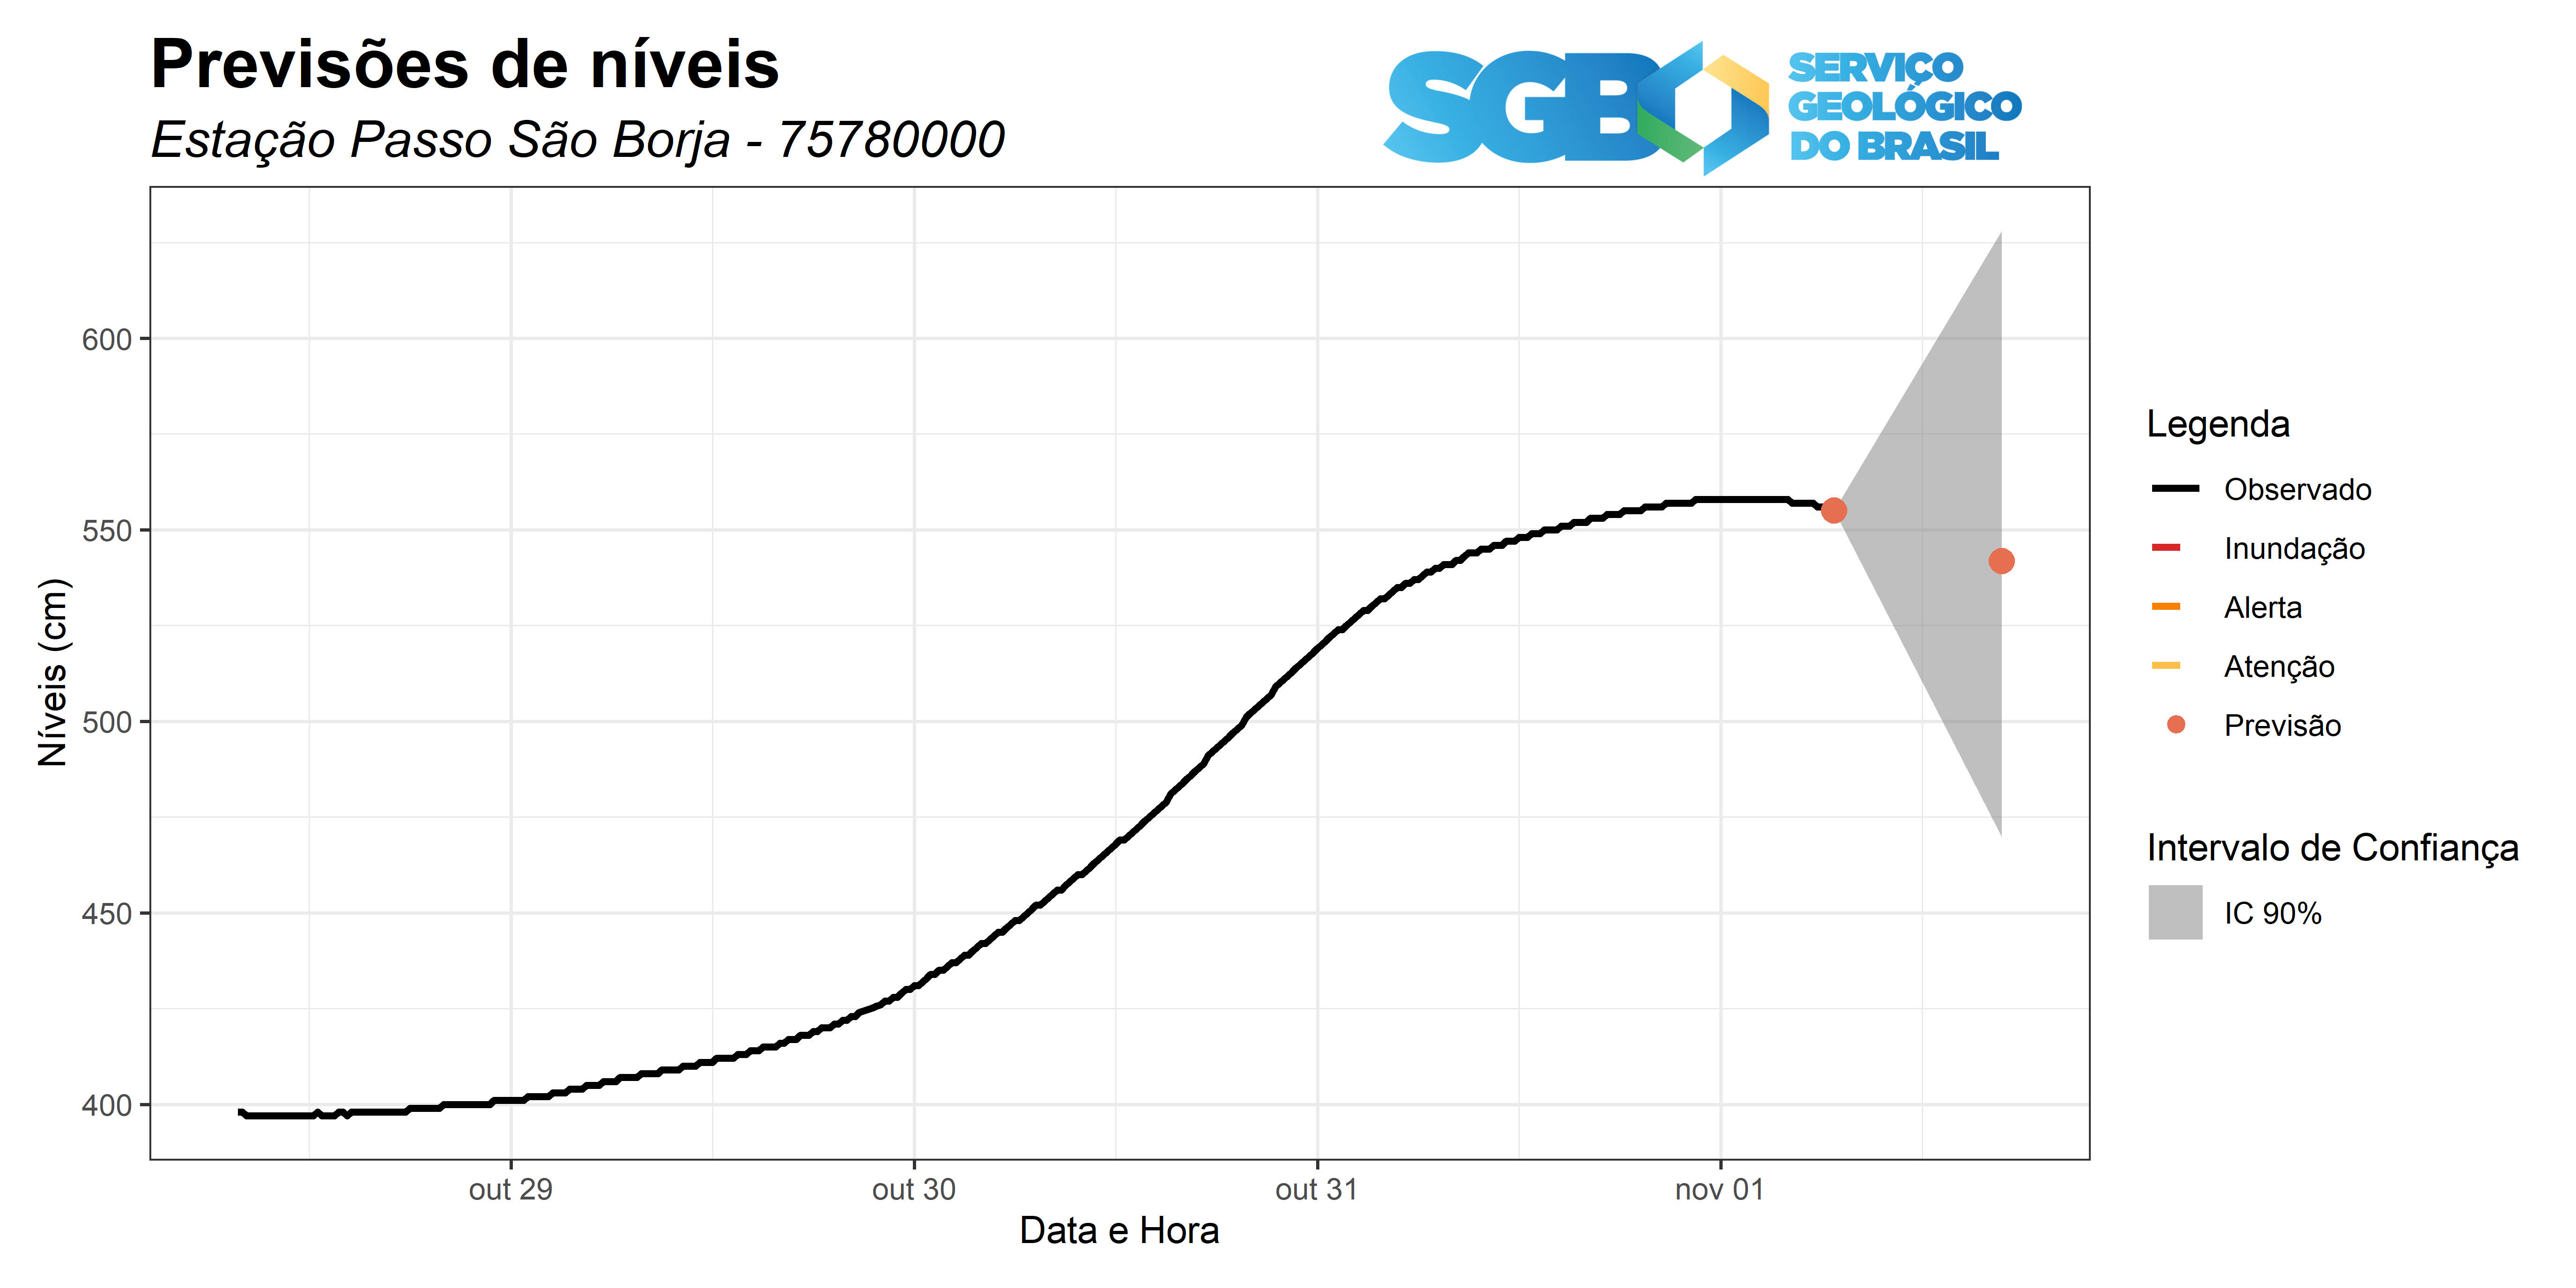 Previsões de níveis
Estação Passo São Borja - 75780000
SGB
SERVIÇO
GEOLÓGICO
DO BRASIL
Níveis (cm)
600
550
500
450
400
out 29
out 30
out 31
nov 01
Data e Hora
Legenda
Observado
Inundação
Alerta
Atenção
Previsão
Intervalo de Confiança
IC 90%